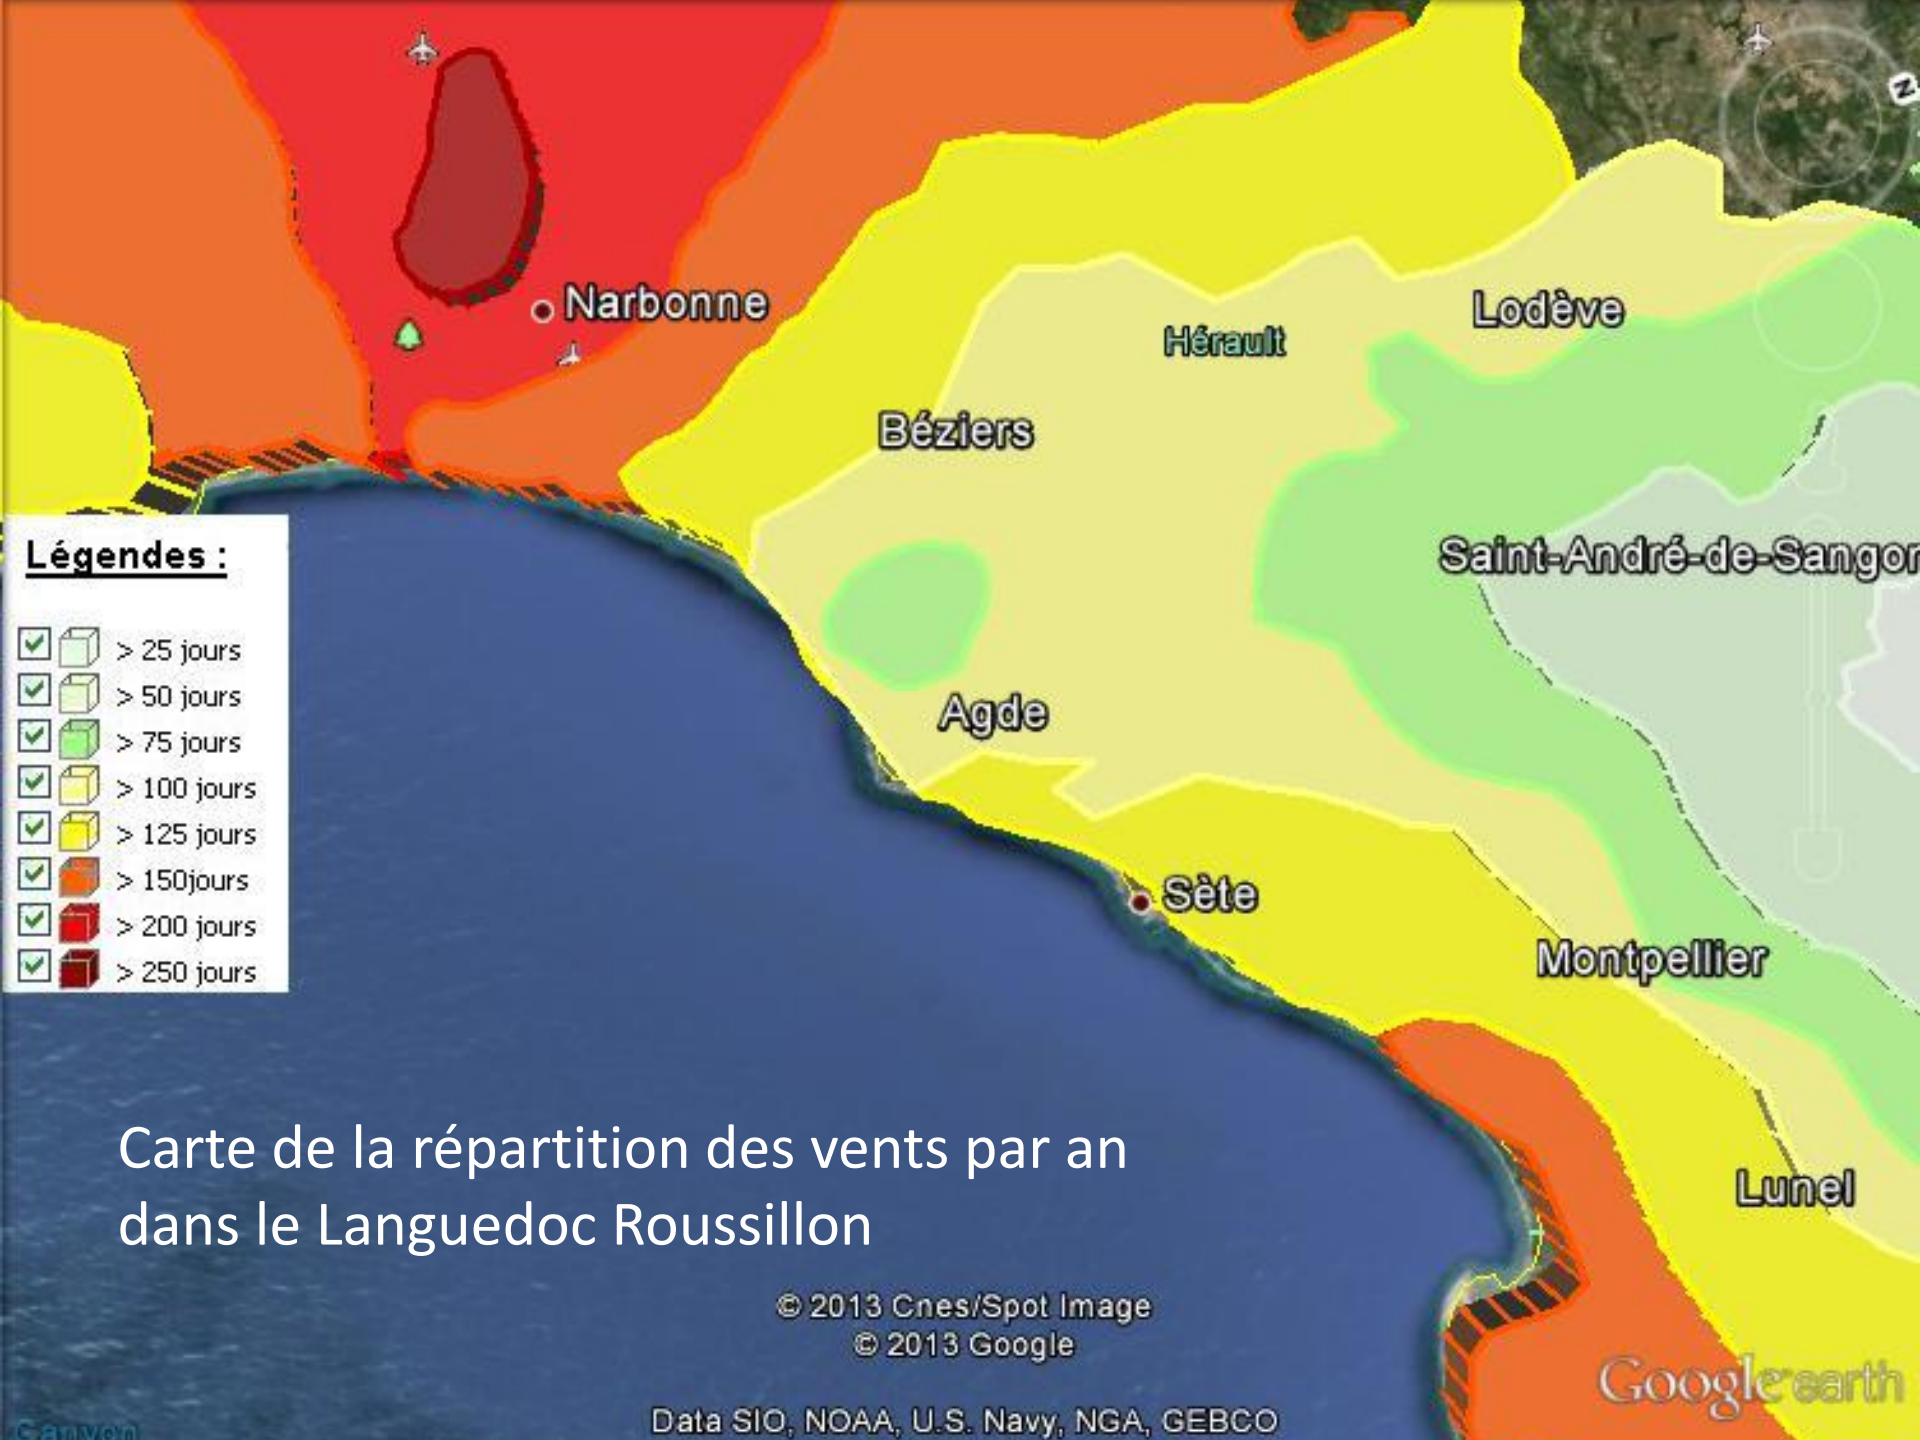 N
Narbonne
Lodève
Hérault
Béziers
Saint-André-de-Sangon
Légendes :
> 25 jours
> 50 jours
> 75 jours
> 100 jours
> 125 jours
> 150jours
> 200 jours
> 250 jours
Agde
Sète
Montpellier
Lunel
Carte de la répartition des vents par an
dans le Languedoc Roussillon
© 2013 Cnes/Spot Image
© 2013 Google
Data SIO, NOAA, U.S. Navy, NGA, GEBCO
Google earth
Canyon